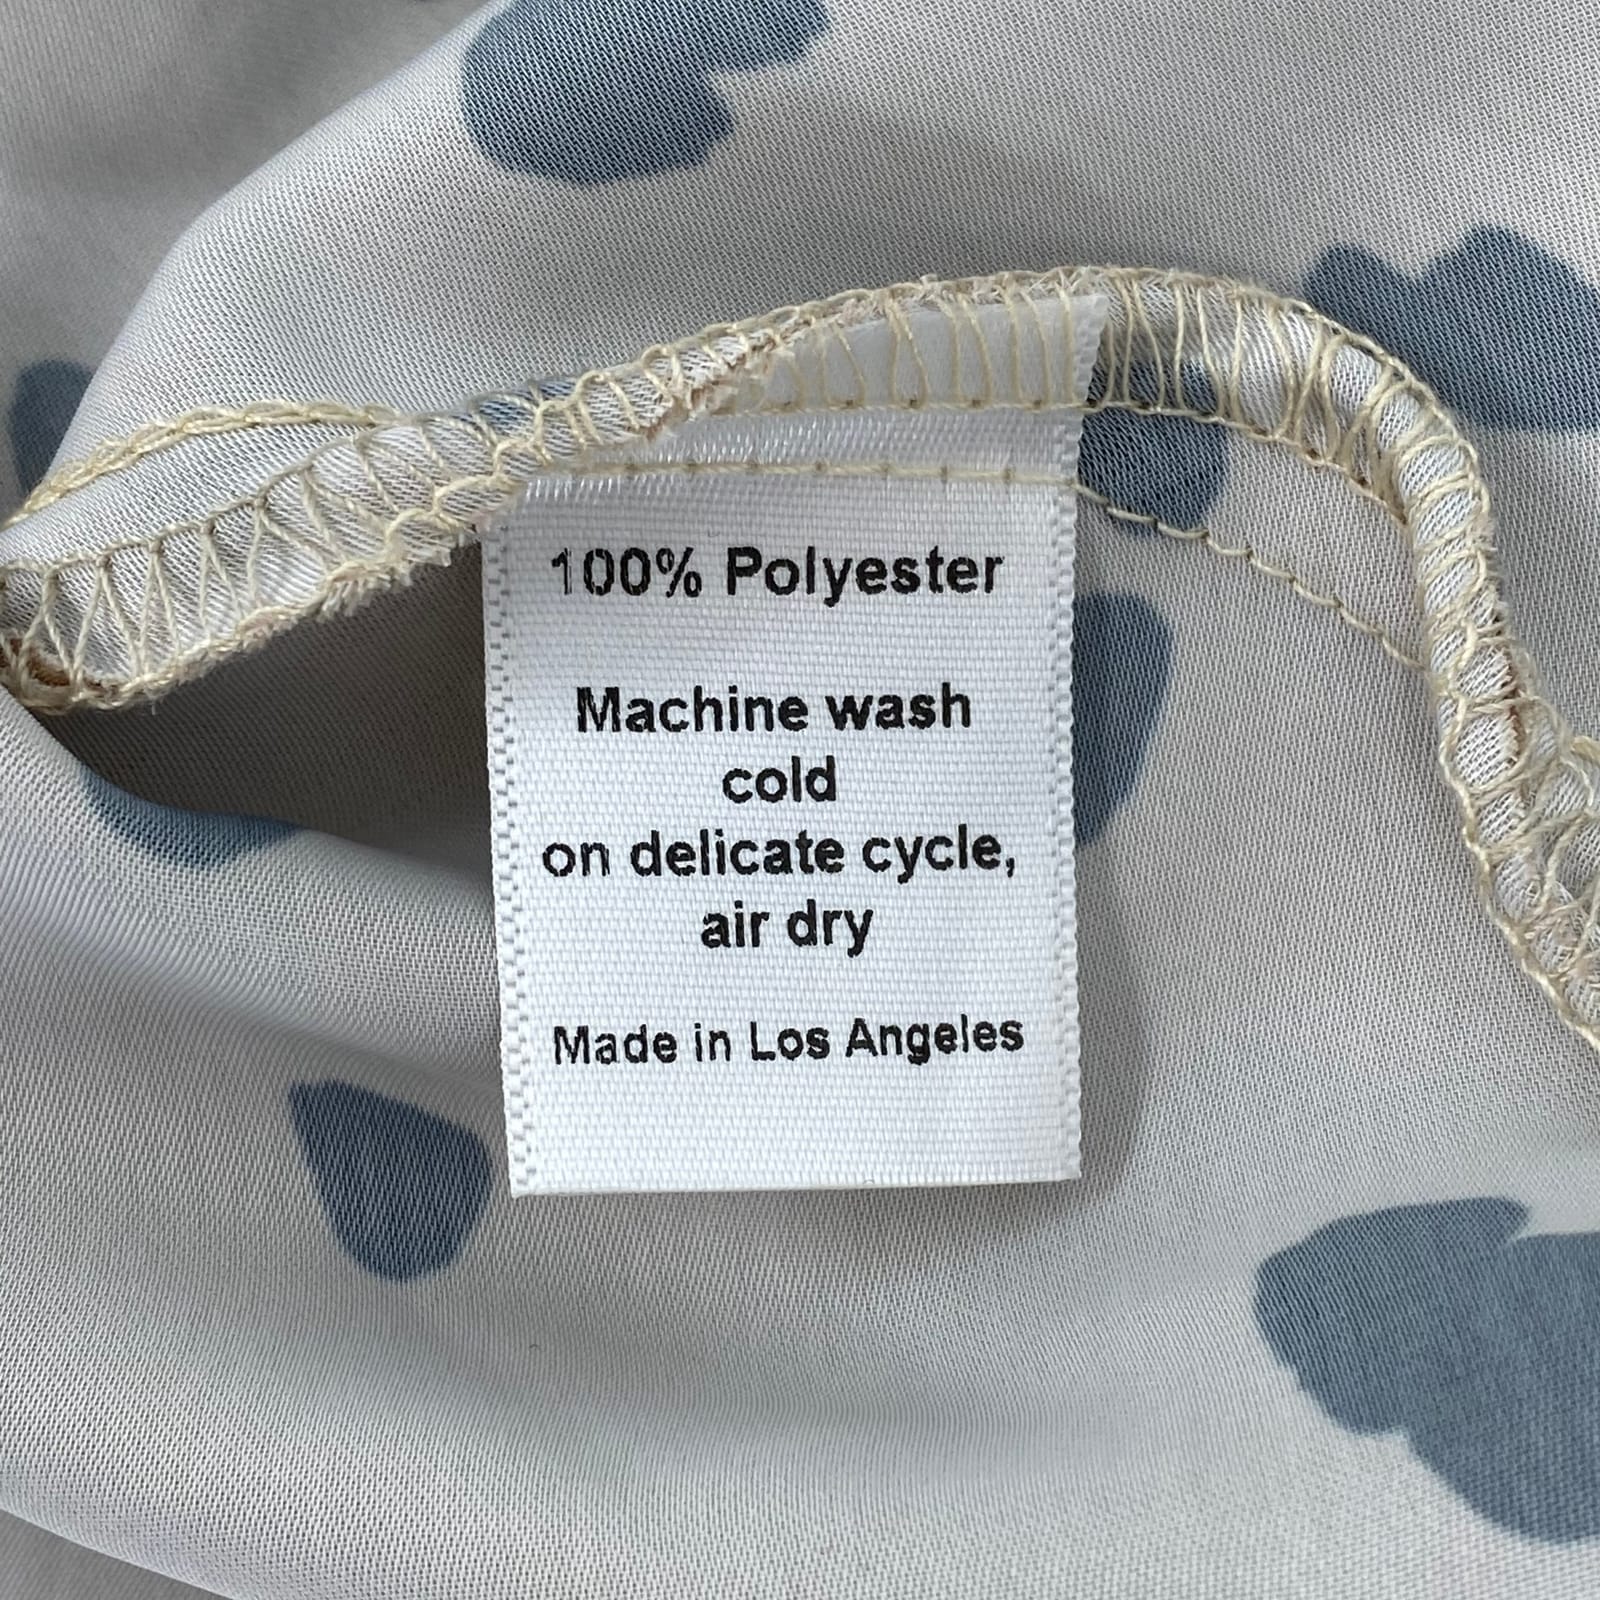 100% Polyester
Machine wash
cold
on delicate cycle,
air dry
Made in Los Angeles